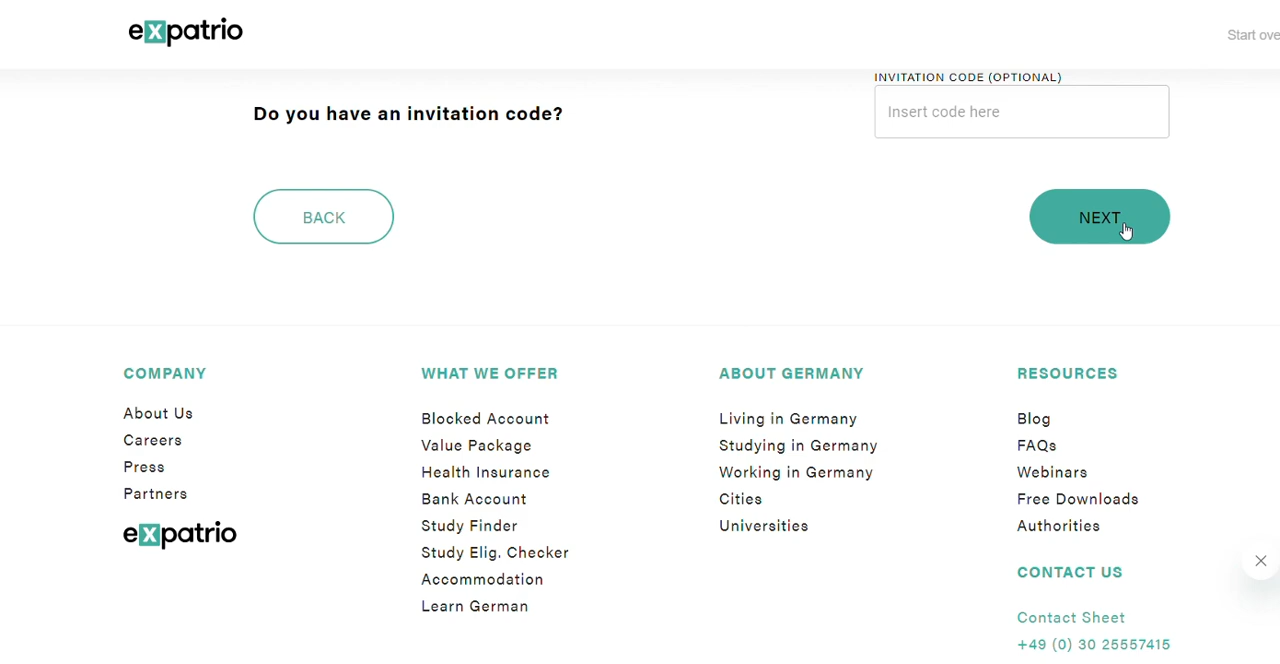 expatrio
Start ove
INVITATION CODE (OPTIONAL)
Do you have an invitation code?
Insert code here
BACK
NEXT
COMPANY
About Us
Careers
Press
Partners
expatrio
WHAT WE OFFER
Blocked Account
Value Package
Health Insurance
Bank Account
Study Finder
Study Elig. Checker
Accommodation
Learn German
ABOUT GERMANY
Living in Germany
Studying in Germany
Working in Germany
Cities
Universities
RESOURCES
Blog
FAQs
Webinars
Free Downloads
Authorities
CONTACT US
Contact Sheet
+49 (0) 30 25557415